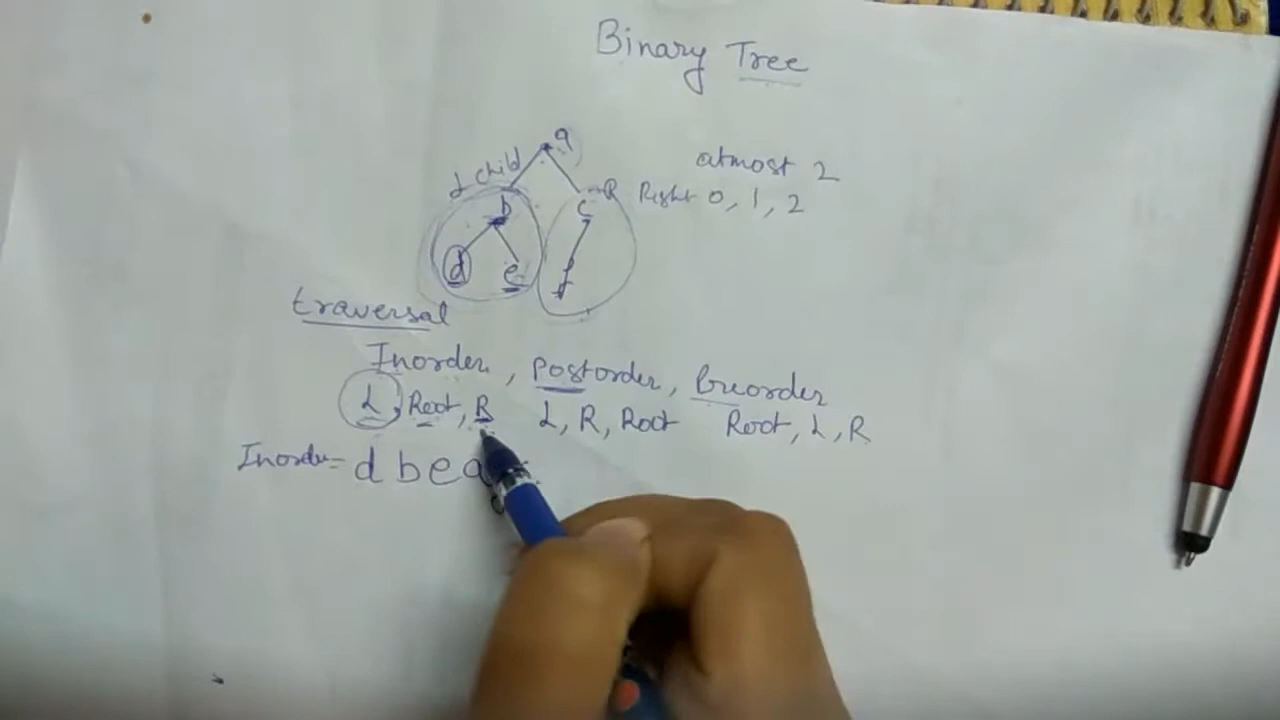 Binary Tree
a
L child
atmost 2
b c R Right 0, 1, 2
d e f
traversal
Inorder, Postorder, Preorder
L, Root, R L, R, Root Root, L, R
Inorder = d b e a